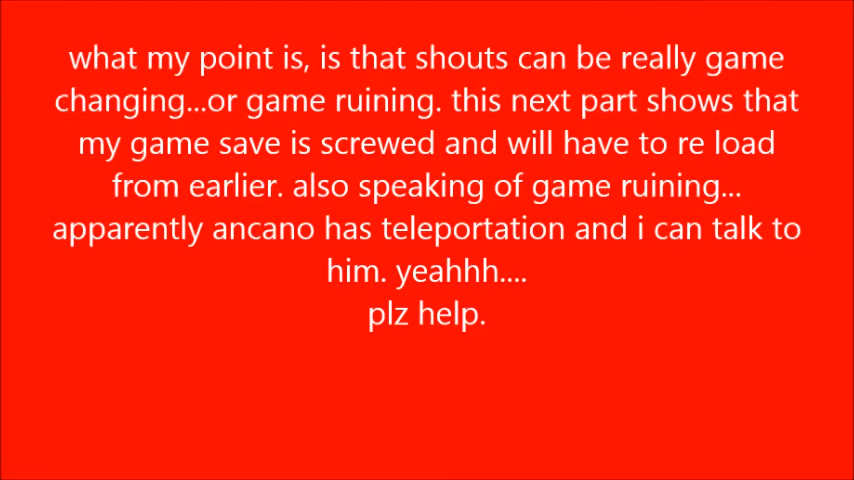 what my point is, is that shouts can be really game
changing...or game ruining. this next part shows that
my game save is screwed and will have to re load
from earlier. also speaking of game ruining...
apparently ancano has teleportation and i can talk to
him. yeahhh....
plz help.